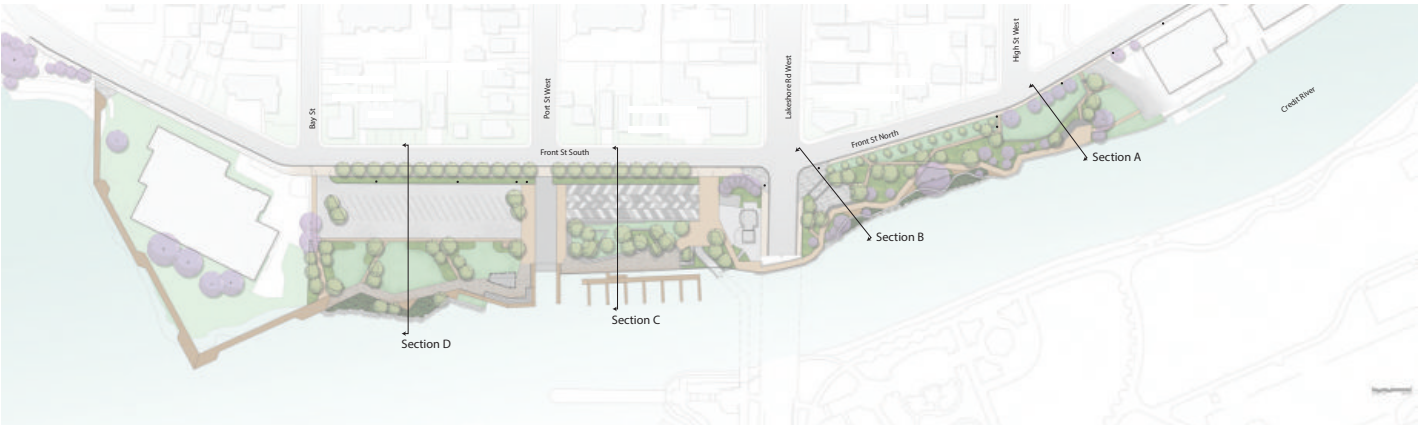 High St West
Lakeshore Rd West
Port St West
Bay St
Credit River
Front St North
Front St South
Section A
Section B
Section C
Section D